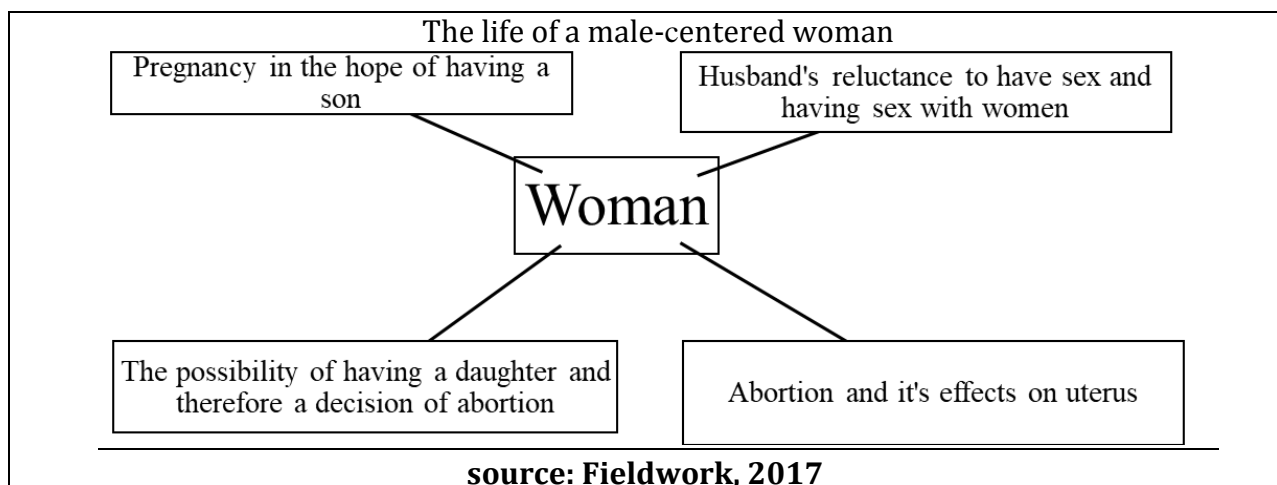 The life of a male-centered woman
Pregnancy in the hope of having a
son
Husband's reluctance to have sex and
having sex with women
Woman
The possibility of having a daughter and
therefore a decision of abortion
Abortion and it's effects on uterus
source: Fieldwork, 2017